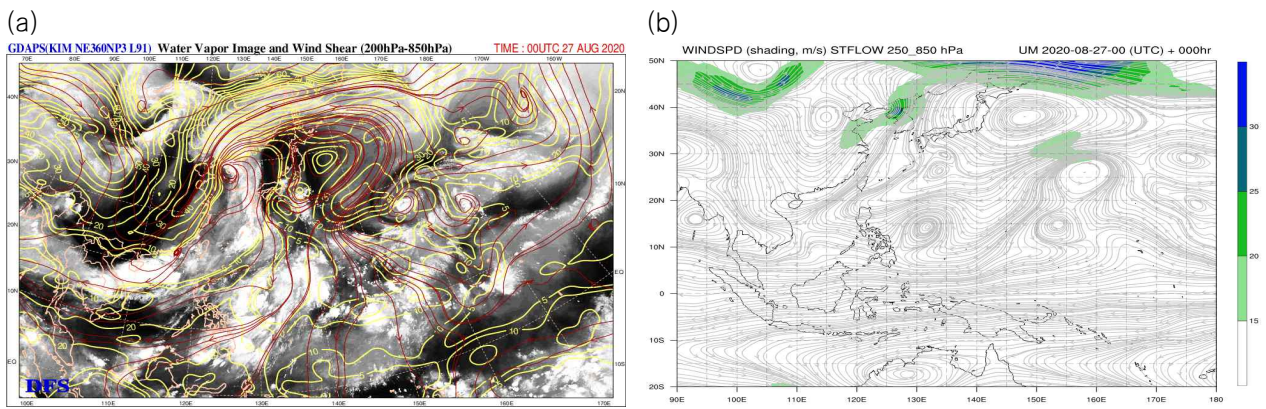 (a)
GDAPS(KIM NE360NP3 L91) Water Vapor Image and Wind Shear (200hPa-850hPa) TIME : 00UTC 27 AUG 2020
70E 80E 90E 100E 110E 120E 130E 140E 150E 160E 170E 180 170W 160W
40N
30N
20N
10N
EQ
20N
10N
EQ
10S
DFS
100E 110E 120E 130E 140E 150E 160E 170E
(b)
WINDSPD (shading, m/s) STFLOW 250_850 hPa UM 2020-08-27-00 (UTC) + 000hr
50N
40N
30N
20N
10N
0
10S
20S
90E 100E 110E 120E 130E 140E 150E 160E 170E 180
30
25
20
15